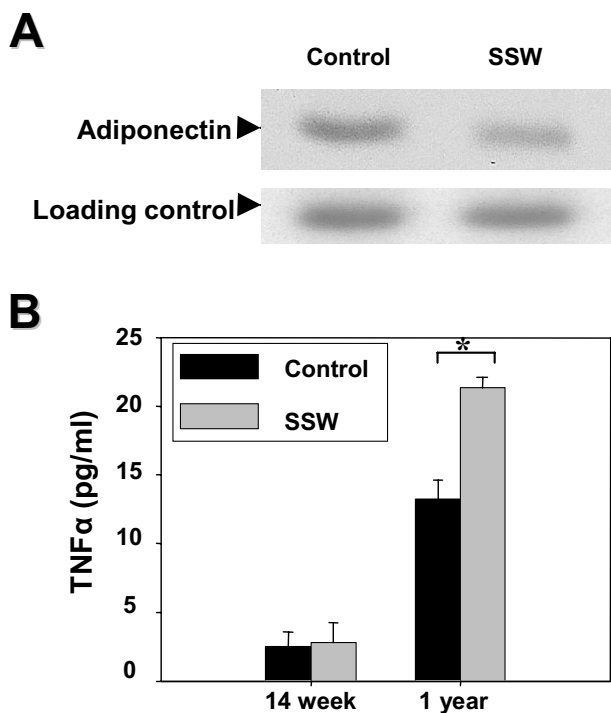 A
Control SSW
Adiponectin
Loading control
B
25
20
15
10
5
0
TNFα (pg/ml)
Control
SSW
*
14 week 1 year